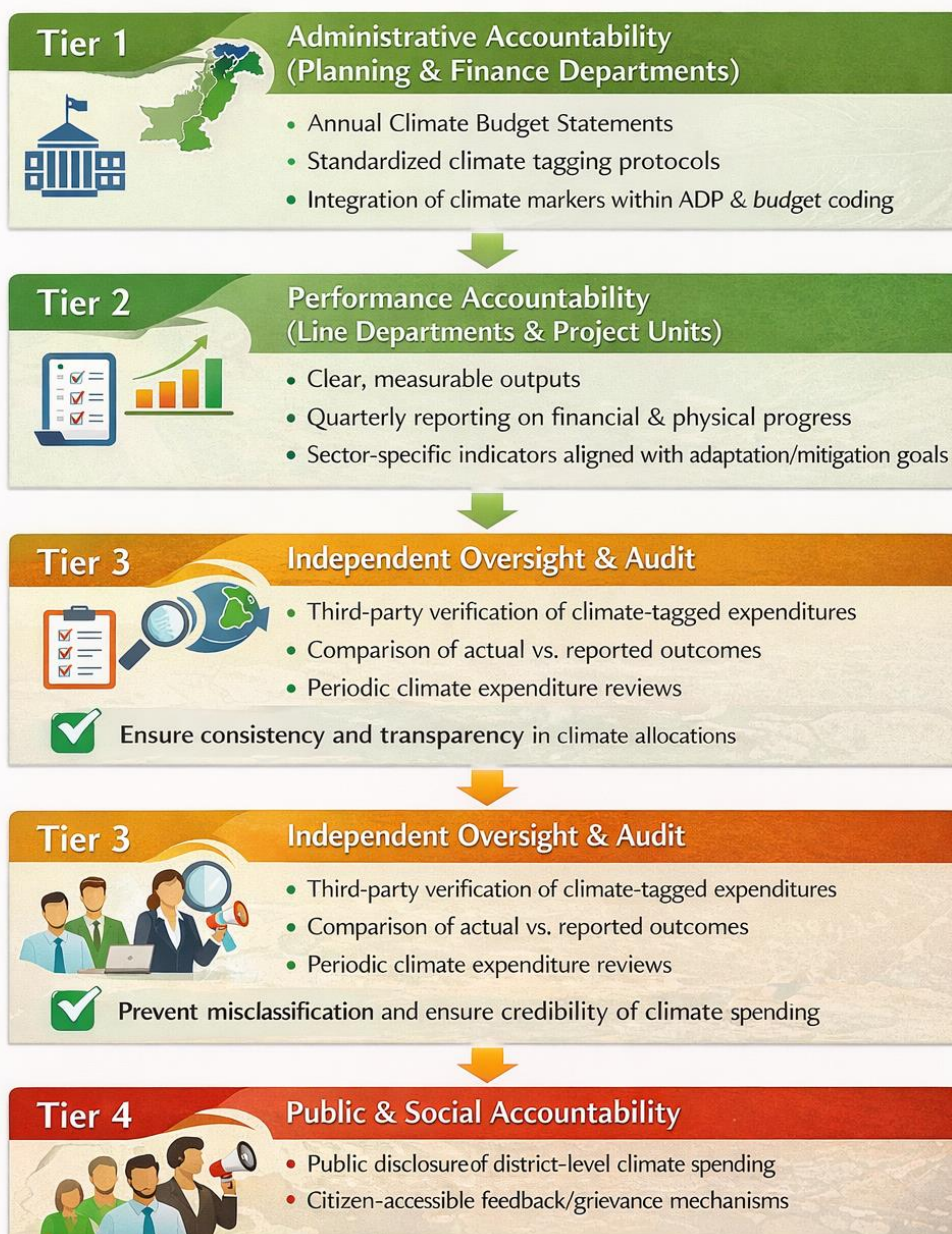 Tier 1
Administrative Accountability
(Planning & Finance Departments)
• Annual Climate Budget Statements
• Standardized climate tagging protocols
• Integration of climate markers within ADP & budget coding
Tier 2
Performance Accountability
(Line Departments & Project Units)
• Clear, measurable outputs
• Quarterly reporting on financial & physical progress
• Sector-specific indicators aligned with adaptation/mitigation goals
Tier 3
Independent Oversight & Audit
• Third-party verification of climate-tagged expenditures
• Comparison of actual vs. reported outcomes
• Periodic climate expenditure reviews
Ensure consistency and transparency in climate allocations
Tier 3
Independent Oversight & Audit
• Third-party verification of climate-tagged expenditures
• Comparison of actual vs. reported outcomes
• Periodic climate expenditure reviews
Prevent misclassification and ensure credibility of climate spending
Tier 4
Public & Social Accountability
• Public disclosure of district-level climate spending
• Citizen-accessible feedback/grievance mechanisms